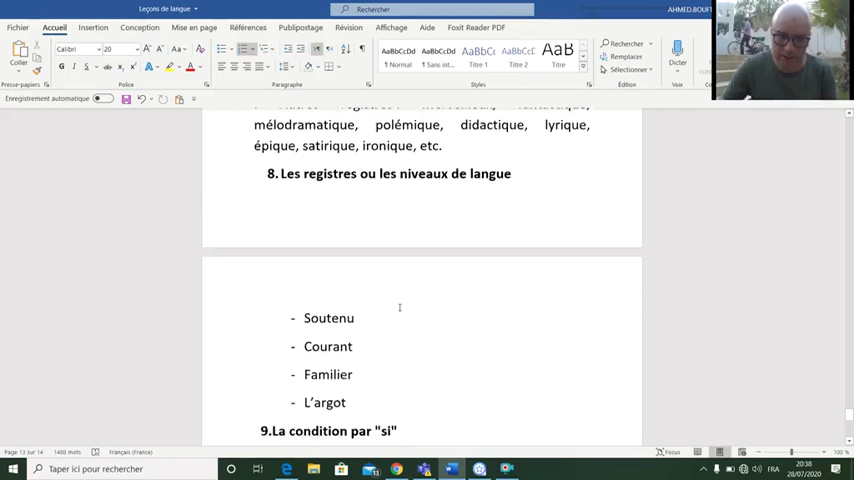 Leçons de langue
Rechercher
AHMED.BOUF
Fichier Accueil Insertion Conception Mise en page Références Publipostage Révision Affichage Aide Foxit Reader PDF
Coller
Calibri 20
G I S
AaBbCcDd AaBbCcDd AaBbCc AaBbCcD AaB
¶ Normal ¶ Sans int... Titre 1 Titre 2 Titre
Rechercher
Remplacer
Sélectionner
Dicter
Presse-papiers Police Paragraphe Styles Édition Voix
Enregistrement automatique
mélodramatique, polémique, didactique, lyrique,
épique, satirique, ironique, etc.
8. Les registres ou les niveaux de langue
- Soutenu
- Courant
- Familier
- L’argot
9.La condition par "si"
Page 13 sur 14 1488 mots Français (France) Focus 100 %
Taper ici pour rechercher
13
FRA
20:38
28/07/2020